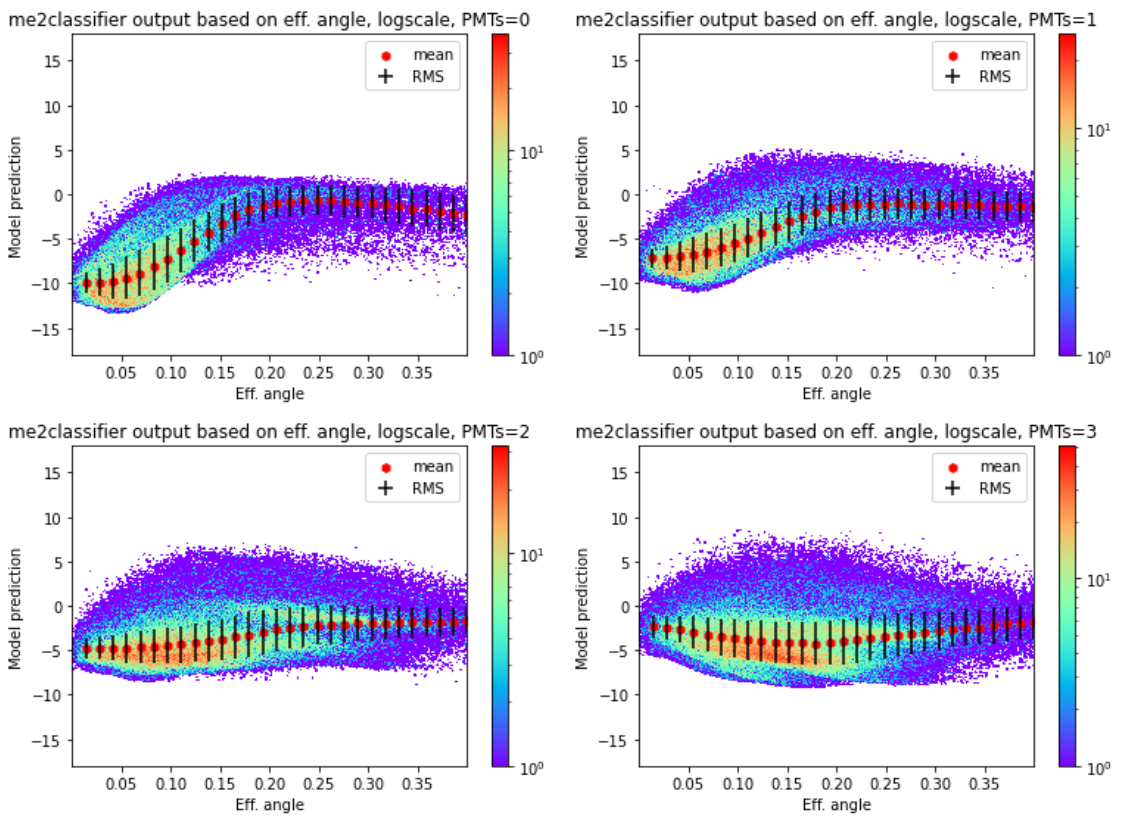 me2classifier output based on eff. angle, logscale, PMTs=0
mean
RMS
15
10
5
0
−5
−10
−15
Model prediction
0.05 0.10 0.15 0.20 0.25 0.30 0.35
Eff. angle
10¹
10⁰
me2classifier output based on eff. angle, logscale, PMTs=1
mean
RMS
15
10
5
0
−5
−10
−15
Model prediction
0.05 0.10 0.15 0.20 0.25 0.30 0.35
Eff. angle
10¹
10⁰
me2classifier output based on eff. angle, logscale, PMTs=2
mean
RMS
15
10
5
0
−5
−10
−15
Model prediction
0.05 0.10 0.15 0.20 0.25 0.30 0.35
Eff. angle
10¹
10⁰
me2classifier output based on eff. angle, logscale, PMTs=3
mean
RMS
15
10
5
0
−5
−10
−15
Model prediction
0.05 0.10 0.15 0.20 0.25 0.30 0.35
Eff. angle
10¹
10⁰